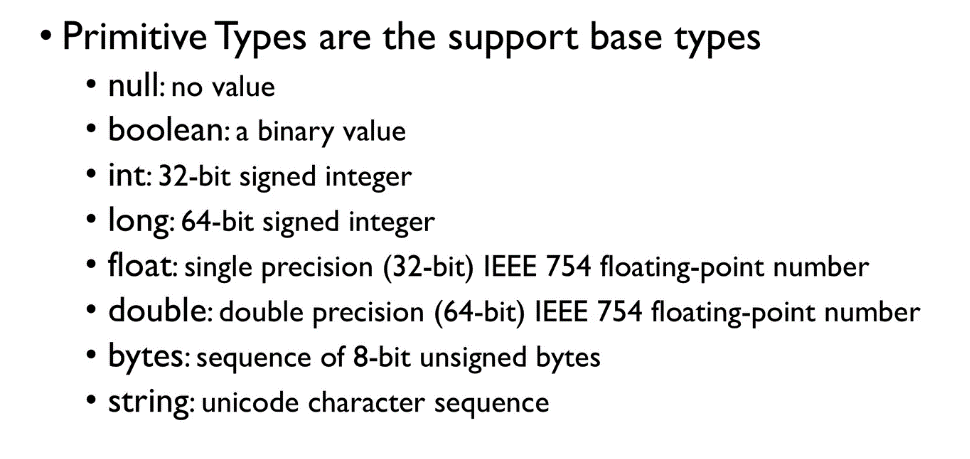 • Primitive Types are the support base types
• null: no value
• boolean: a binary value
• int: 32-bit signed integer
• long: 64-bit signed integer
• float: single precision (32-bit) IEEE 754 floating-point number
• double: double precision (64-bit) IEEE 754 floating-point number
• bytes: sequence of 8-bit unsigned bytes
• string: unicode character sequence